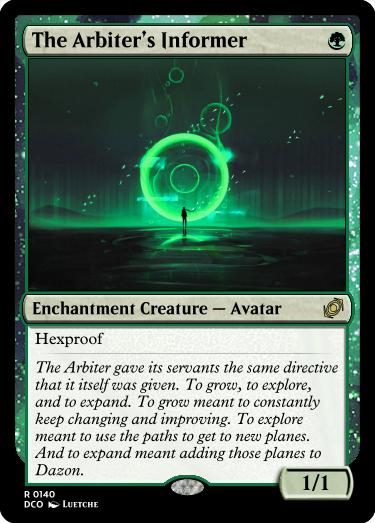 The Arbiter's Informer
Enchantment Creature — Avatar
Hexproof
The Arbiter gave its servants the same directive
that it itself was given. To grow, to explore,
and to expand. To grow meant to constantly
keep changing and improving. To explore
meant to use the paths to get to new planes.
And to expand meant adding those planes to
Dazon.
1/1
R 0140
DCO Luetche